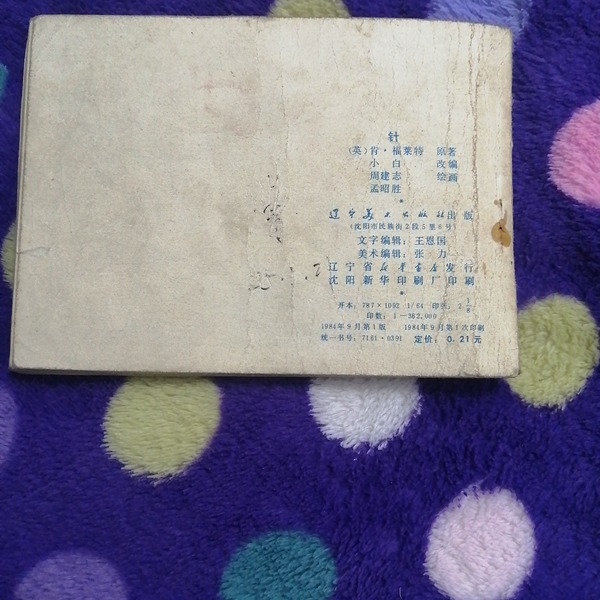 针
（英）肯·福莱特 原著
小白 改编
周建志 绘画
孟昭胜
辽宁美术出版社出版
（沈阳市民族街2段5里6号）
文字编辑：王恩国
美术编辑：张力
辽宁省新华书店发行
沈阳新华印刷厂印刷
开本：787×1092 1/64 印张：2 1/8
印数：1—382,000
1984年9月第1版 1984年9月第1次印刷
统一书号：7161·0391 定价：0.21元